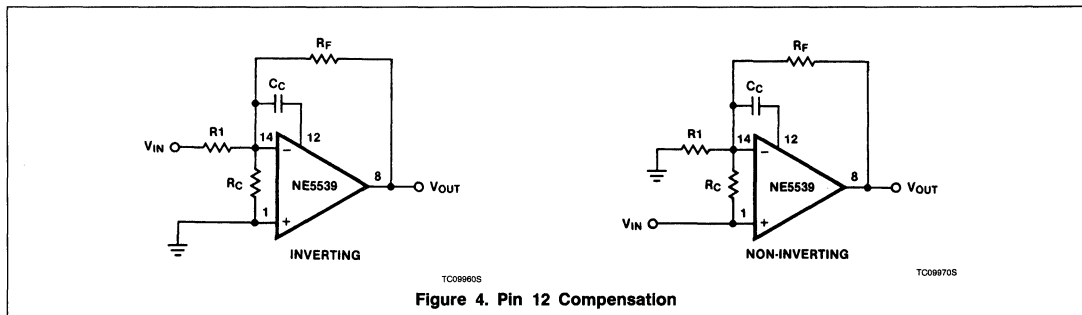 RF
CC
R1
14
12
VIN
NE5539
8
VOUT
RC
1
INVERTING
TC09960S
RF
CC
R1
14
12
NE5539
8
VOUT
RC
1
VIN
NON-INVERTING
TC09970S
Figure 4. Pin 12 Compensation